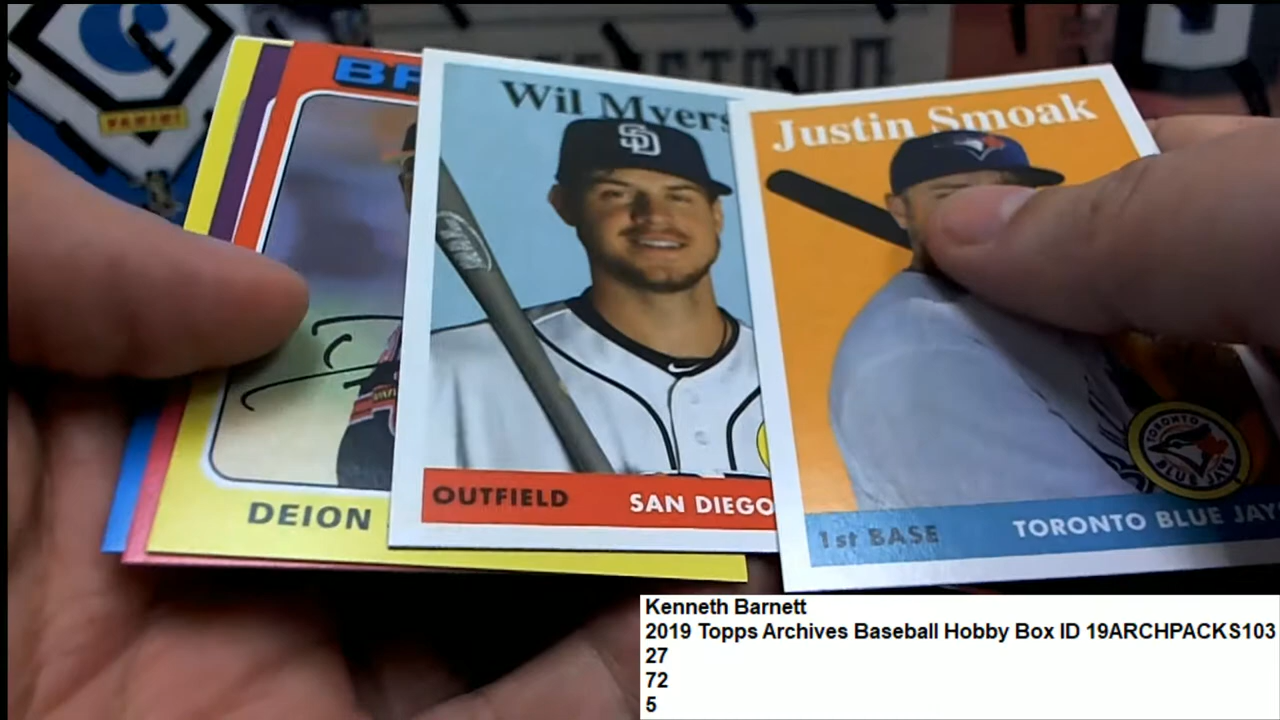 PANINI
BR
Wil Myers
Justin Smoak
SD
OUTFIELD
SAN DIEGO
DEION
1st BASE
TORONTO BLUE JAY
TORONTO
BLUE JAYS
Kenneth Barnett
2019 Topps Archives Baseball Hobby Box ID 19ARCHPACKS103
27
72
5